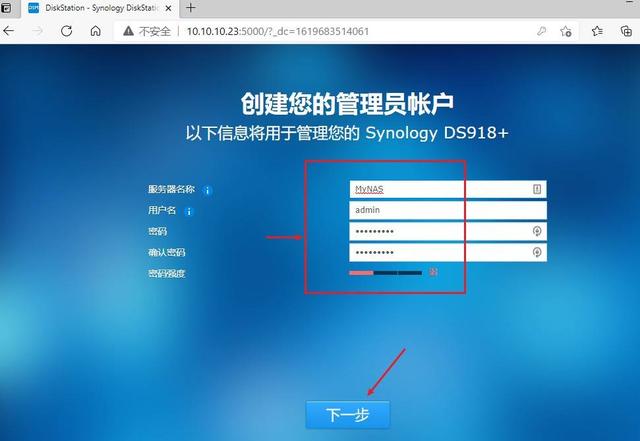 DiskStation - Synology DiskStatio
不安全 10.10.10.23:5000/?_dc=1619683514061
创建您的管理员帐户
以下信息将用于管理您的 Synology DS918+
服务器名称 MyNAS
用户名 admin
密码 •••••••••
确认密码 •••••••••
密码强度 弱
下一步